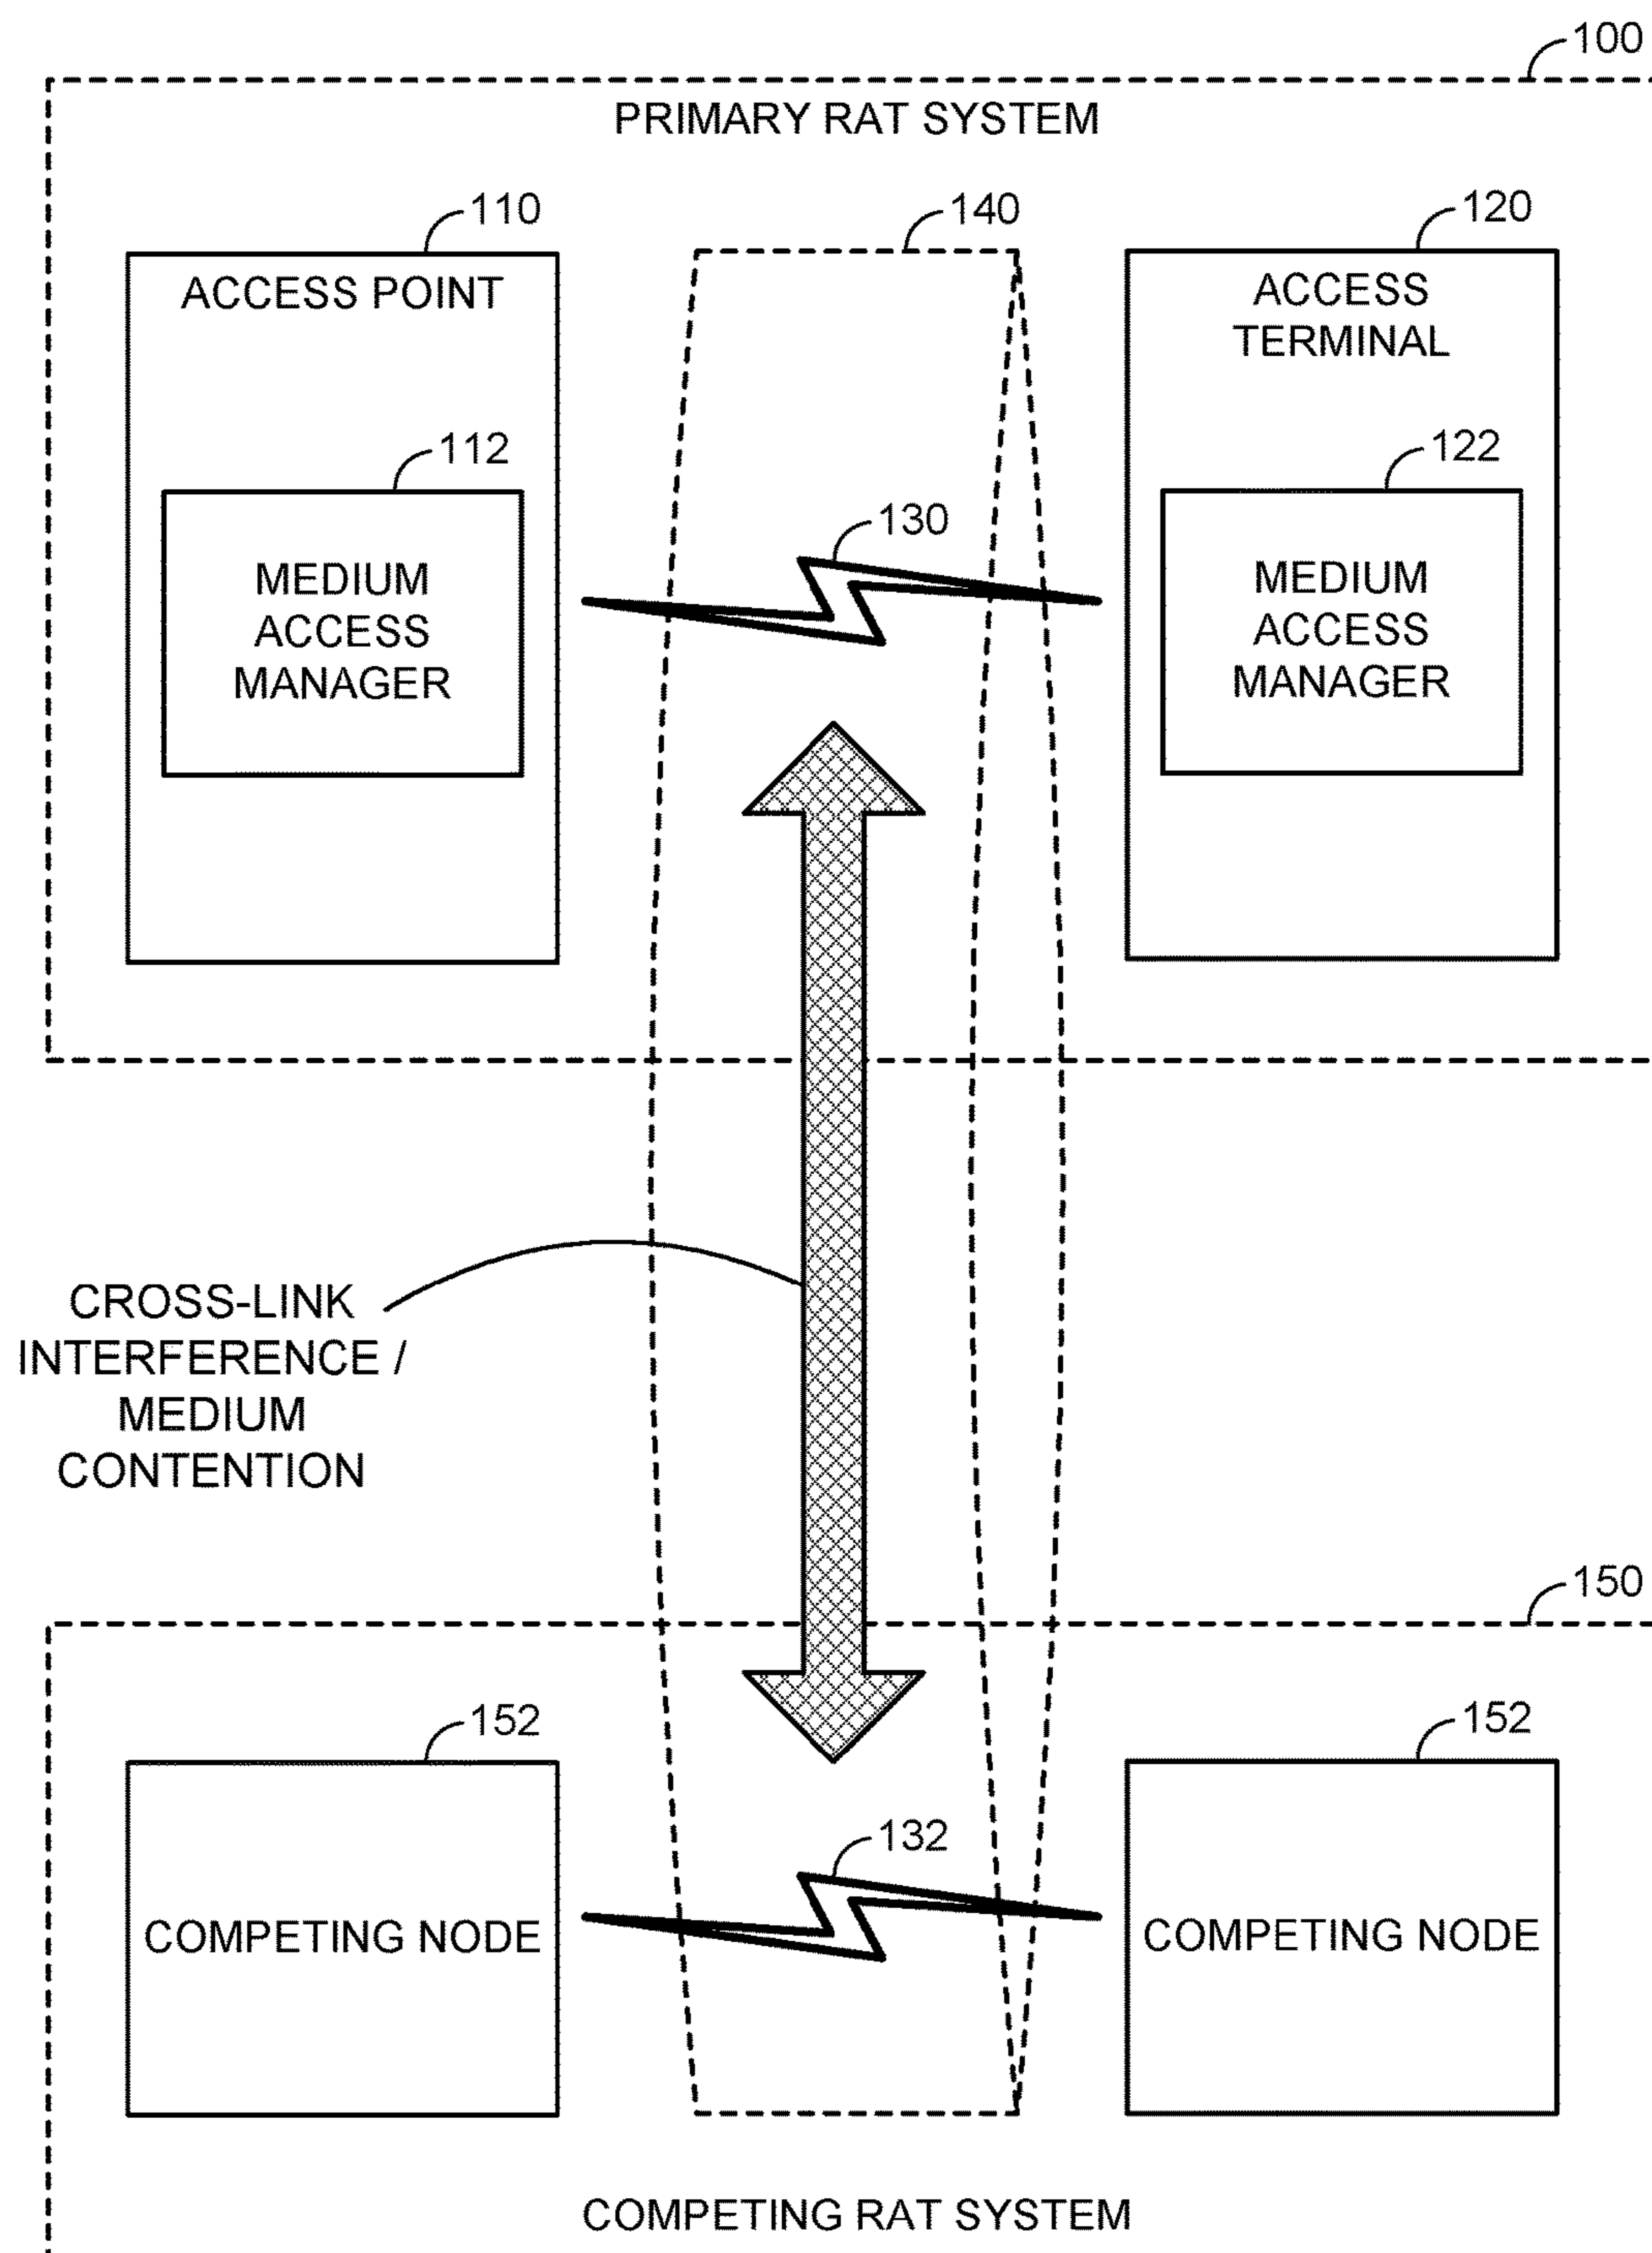 100
PRIMARY RAT SYSTEM
110
140
120
ACCESS POINT
ACCESS
TERMINAL
112
122
130
MEDIUM
ACCESS
MANAGER
MEDIUM
ACCESS
MANAGER
CROSS-LINK
INTERFERENCE /
MEDIUM
CONTENTION
150
152
152
132
COMPETING NODE
COMPETING NODE
COMPETING RAT SYSTEM